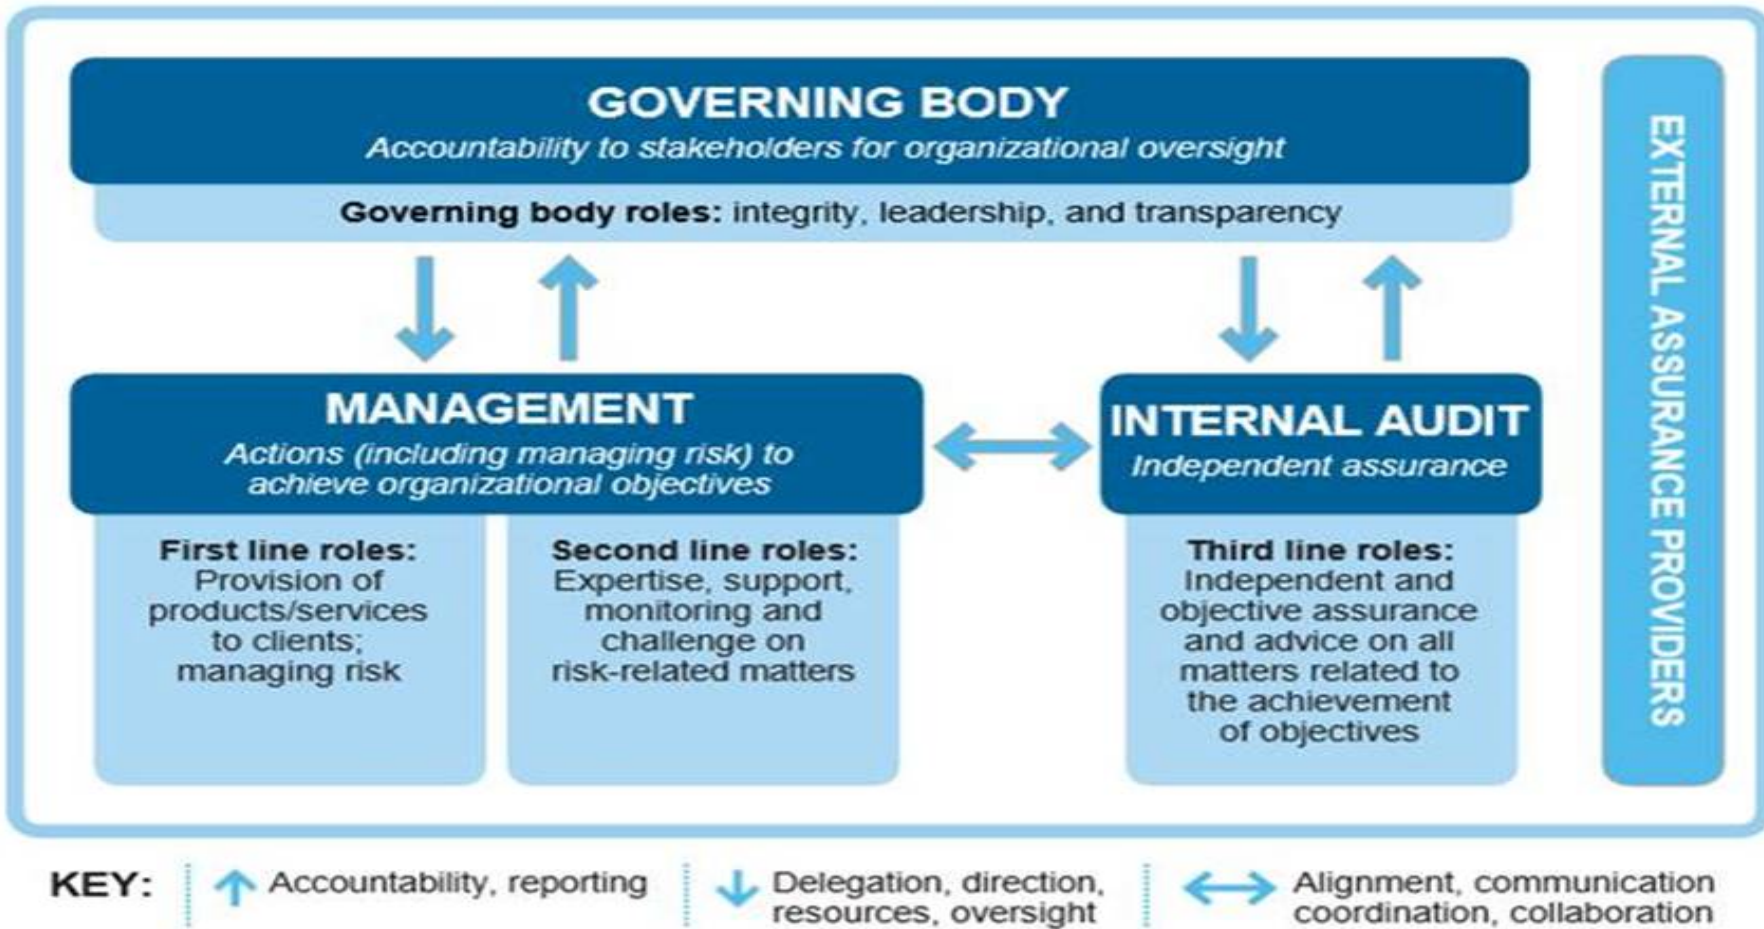 GOVERNING BODY
Accountability to stakeholders for organizational oversight
Governing body roles: integrity, leadership, and transparency
MANAGEMENT
Actions (including managing risk) to
achieve organizational objectives
First line roles:
Provision of
products/services
to clients;
managing risk
Second line roles:
Expertise, support,
monitoring and
challenge on
risk-related matters
INTERNAL AUDIT
Independent assurance
Third line roles:
Independent and
objective assurance
and advice on all
matters related to
the achievement
of objectives
EXTERNAL ASSURANCE PROVIDERS
KEY:
Accountability, reporting
Delegation, direction,
resources, oversight
Alignment, communication
coordination, collaboration